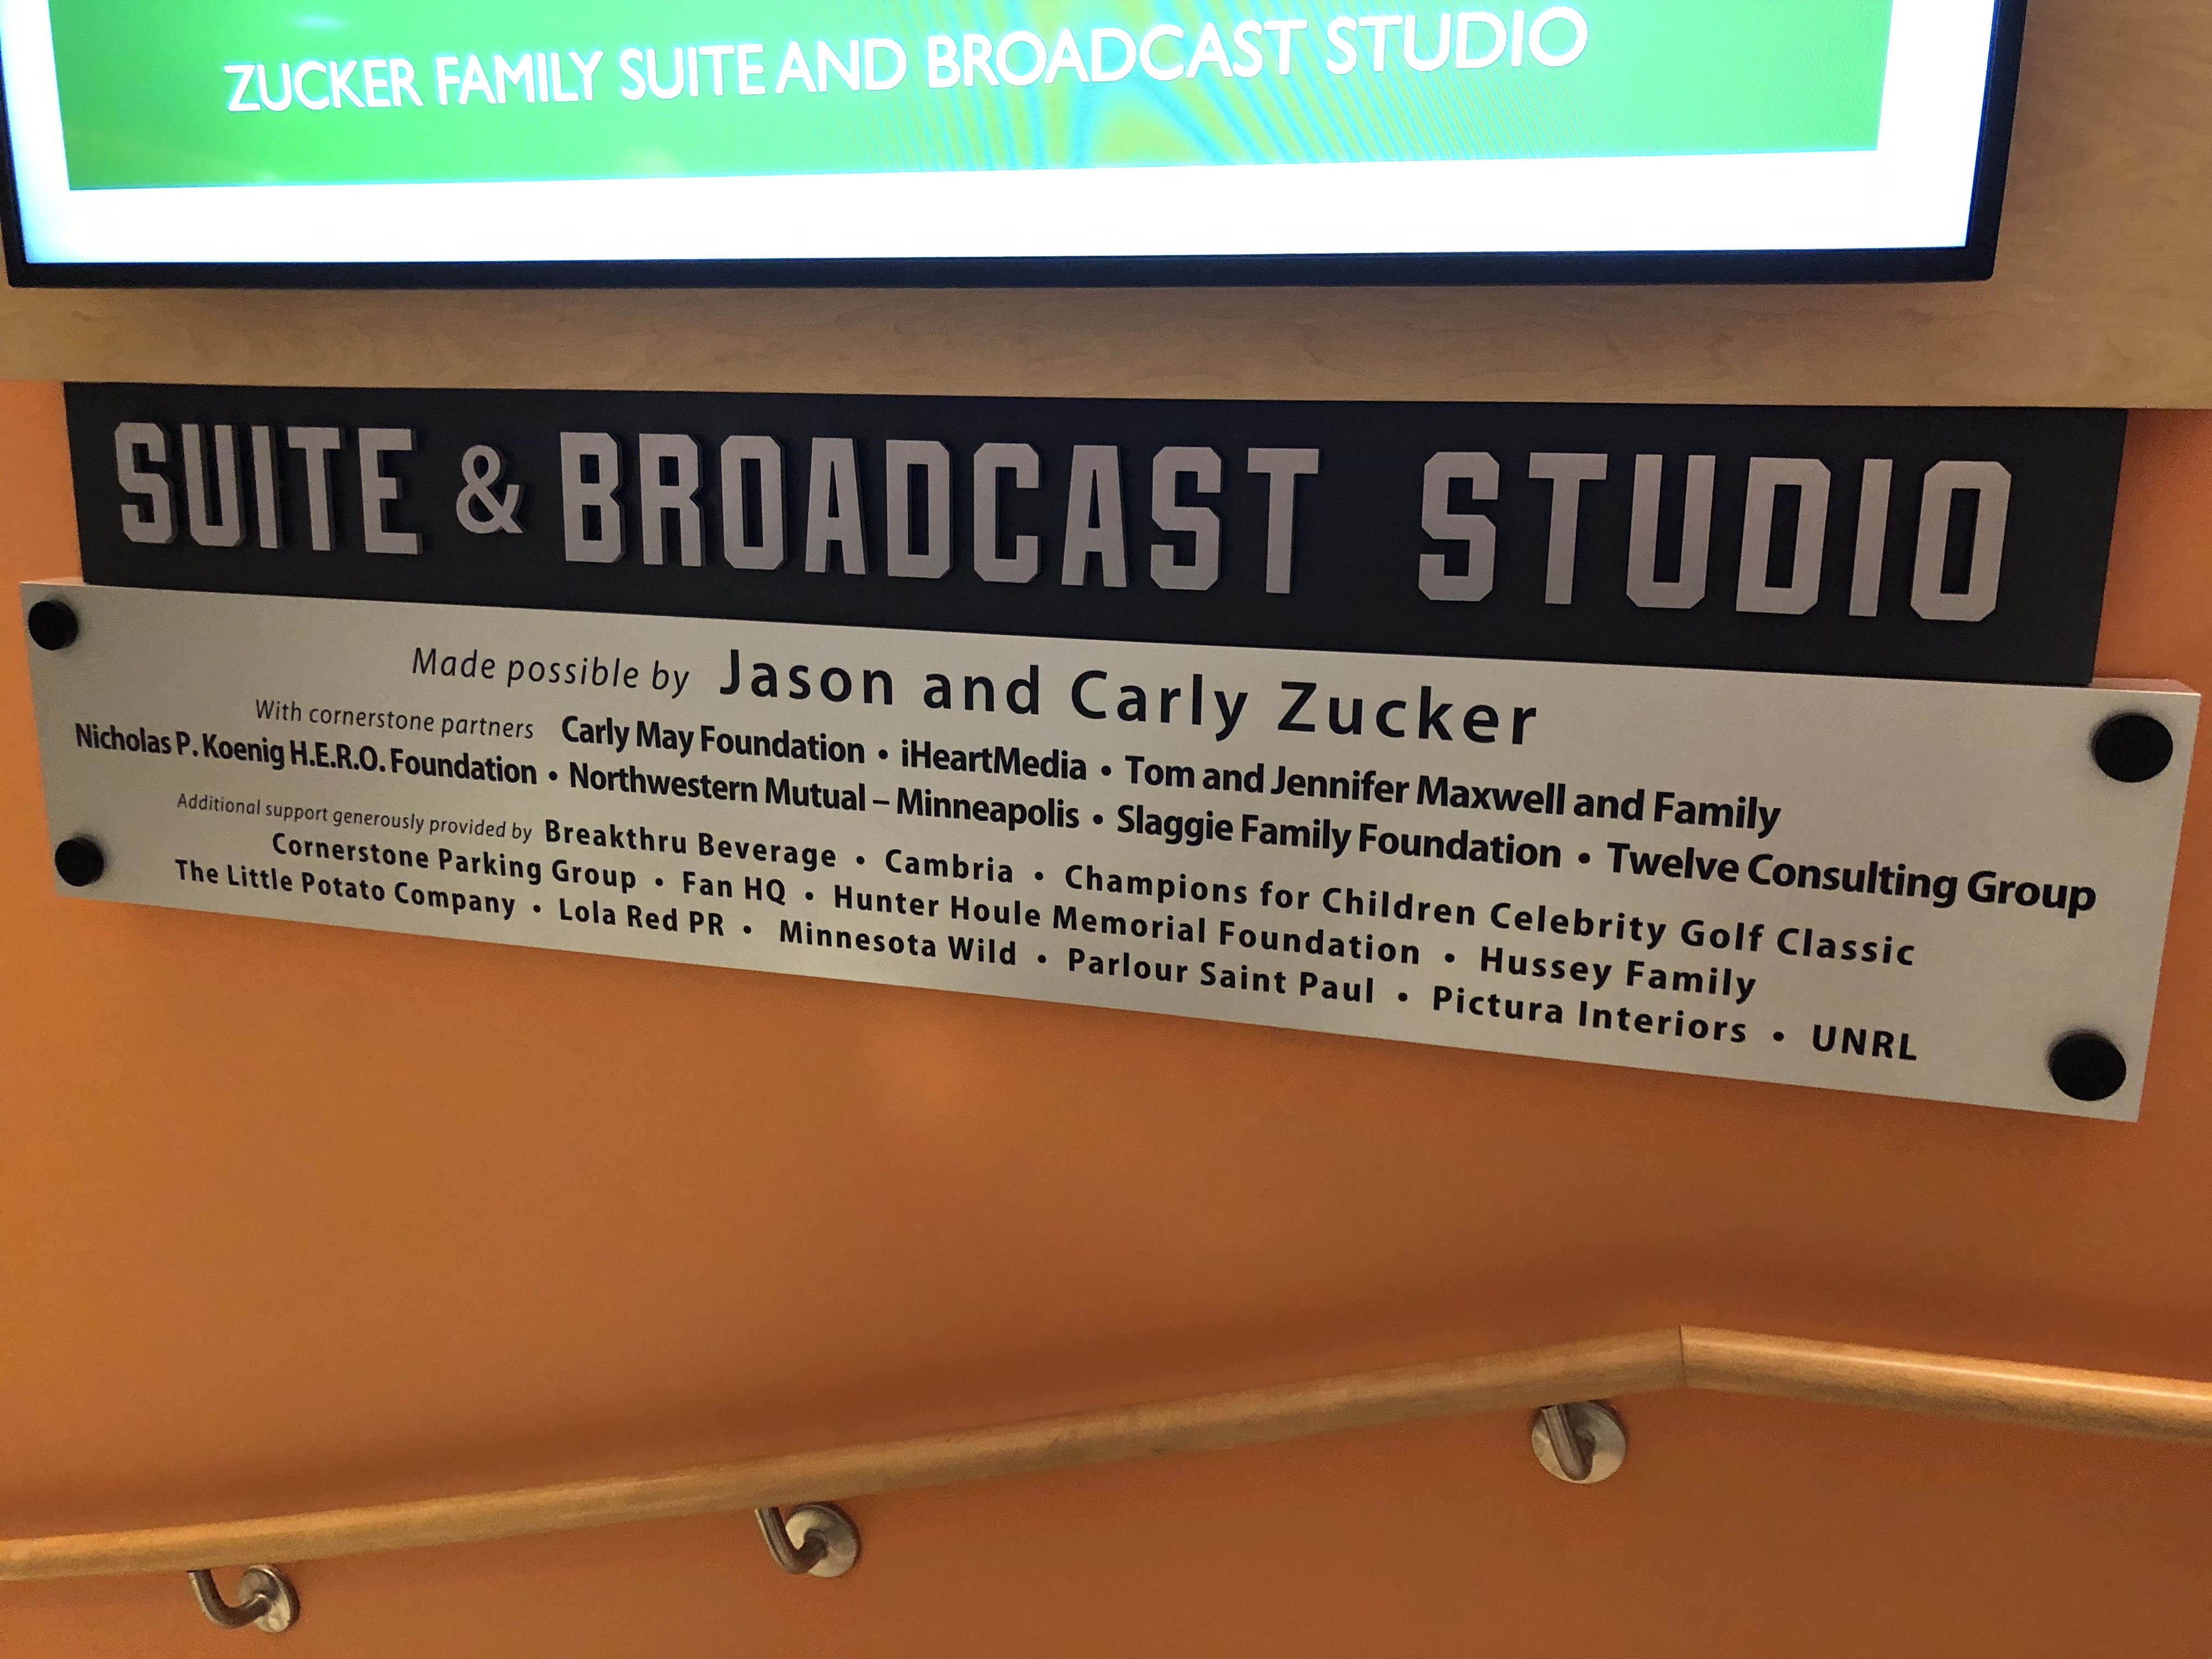 ZUCKER FAMILY SUITE AND BROADCAST STUDIO
SUITE & BROADCAST STUDIO
Made possible by Jason and Carly Zucker
With cornerstone partners Carly May Foundation • iHeartMedia • Tom and Jennifer Maxwell and Family
Nicholas P. Koenig H.E.R.O. Foundation • Northwestern Mutual – Minneapolis • Slaggie Family Foundation • Twelve Consulting Group
Additional support generously provided by Breakthru Beverage • Cambria • Champions for Children Celebrity Golf Classic
Cornerstone Parking Group • Fan HQ • Hunter Houle Memorial Foundation • Hussey Family
The Little Potato Company • Lola Red PR • Minnesota Wild • Parlour Saint Paul • Pictura Interiors • UNRL